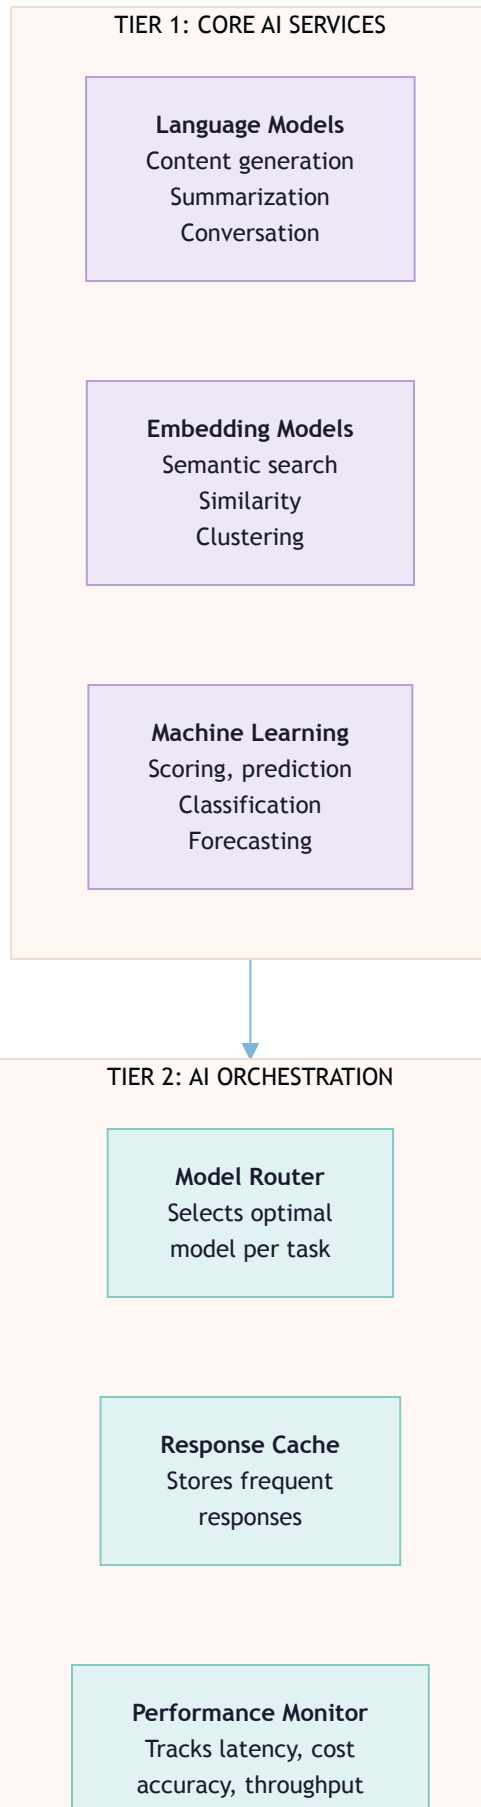 TIER 1: CORE AI SERVICES
Language Models
Content generation
Summarization
Conversation
Embedding Models
Semantic search
Similarity
Clustering
Machine Learning
Scoring, prediction
Classification
Forecasting
TIER 2: AI ORCHESTRATION
Model Router
Selects optimal
model per task
Response Cache
Stores frequent
responses
Performance Monitor
Tracks latency, cost
accuracy, throughput